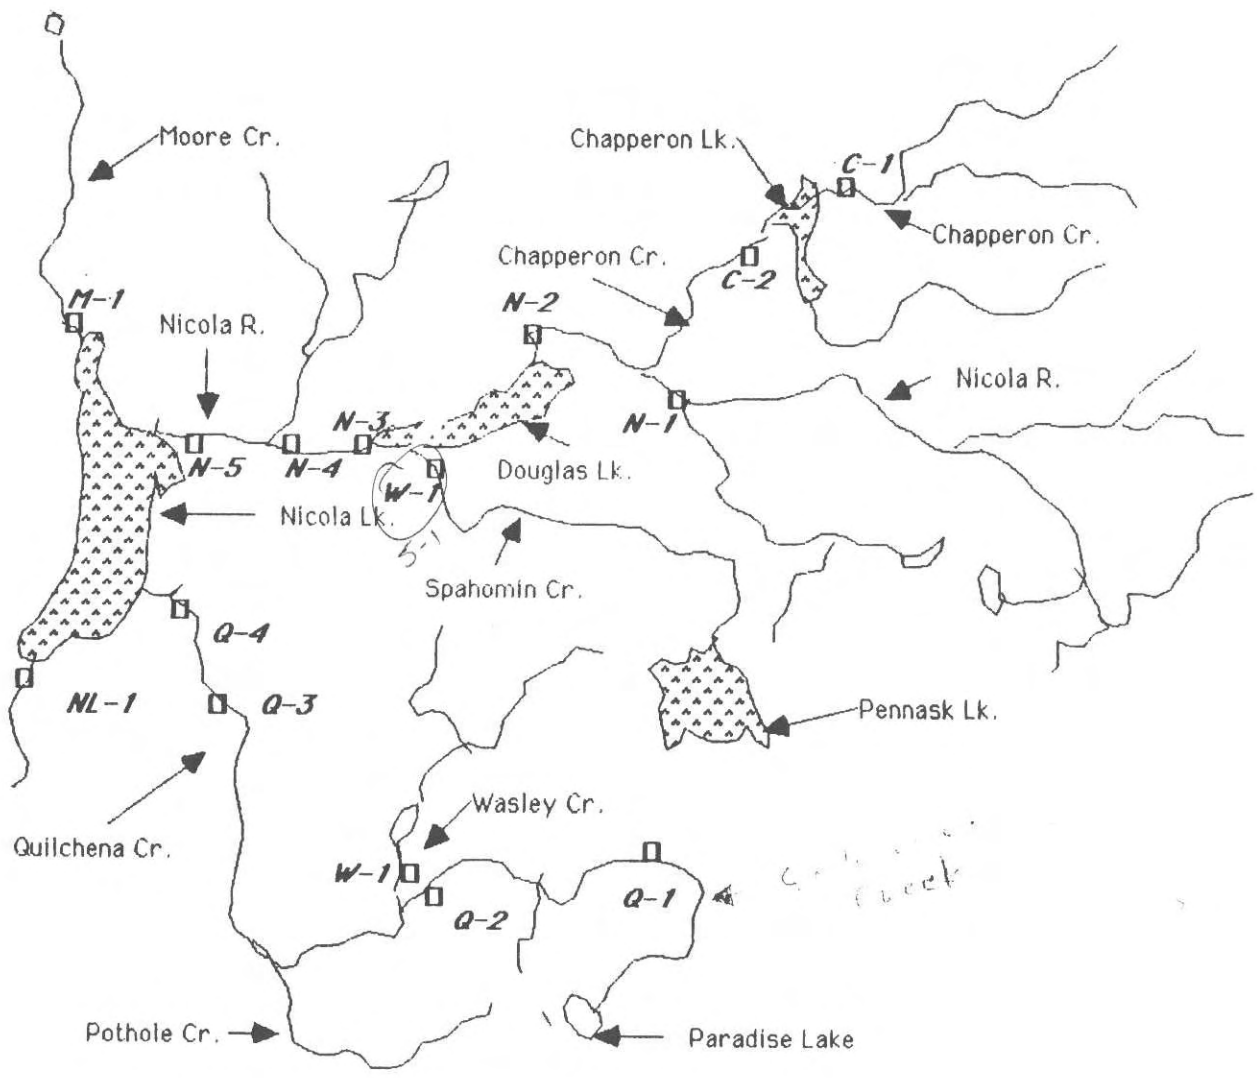 Moore Cr.
Chapperon Lk.
C-1
Chapperon Cr.
Chapperon Cr.
C-2
M-1
Nicola R.
N-2
Nicola R.
N-1
N-3
N-5
N-4
W-1
Douglas Lk.
Nicola Lk.
S-1
Spahomin Cr.
Q-4
NL-1
Q-3
Pennask Lk.
Wasley Cr.
Quilchena Cr.
W-1
Q-1
Creek
Q-2
Pothole Cr.
Paradise Lake